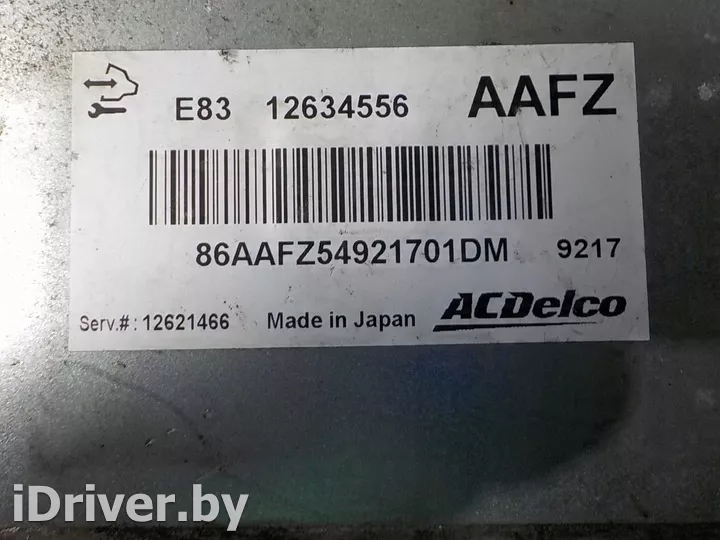 E83 12634556 AAFZ
86AAFZ54921701DM 9217
Serv.#: 12621466 Made in Japan ACDelco
iDriver.by